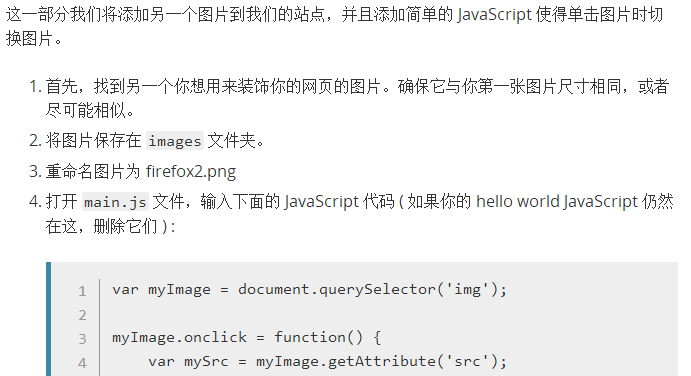 这一部分我们将添加另一个图片到我们的站点，并且添加简单的 JavaScript 使得单击图片时切
换图片。
1. 首先，找到另一个你想用来装饰你的网页的图片。确保它与你第一张图片尺寸相同，或者
尽可能相似。
2. 将图片保存在 images 文件夹。
3. 重命名图片为 firefox2.png
4. 打开 main.js 文件，输入下面的 JavaScript 代码 ( 如果你的 hello world JavaScript 仍然
在这，删除它们 ) :
1 var myImage = document.querySelector('img');
2
3 myImage.onclick = function() {
4 var mySrc = myImage.getAttribute('src');